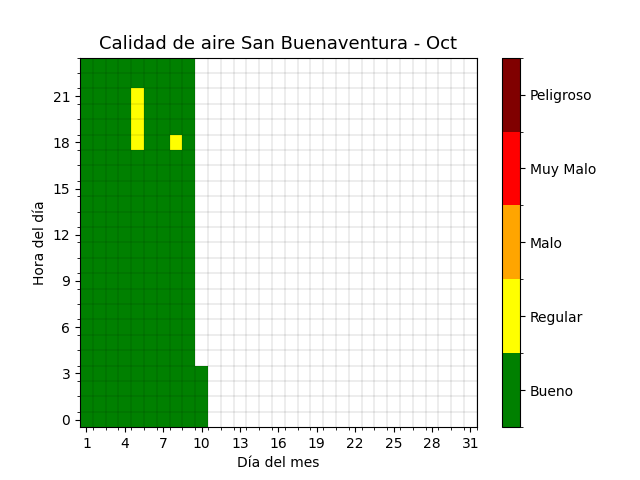 Calidad de aire San Buenaventura - Oct
Hora del día
21
18
15
12
9
6
3
0
1 4 7 10 13 16 19 22 25 28 31
Día del mes
Peligroso
Muy Malo
Malo
Regular
Bueno